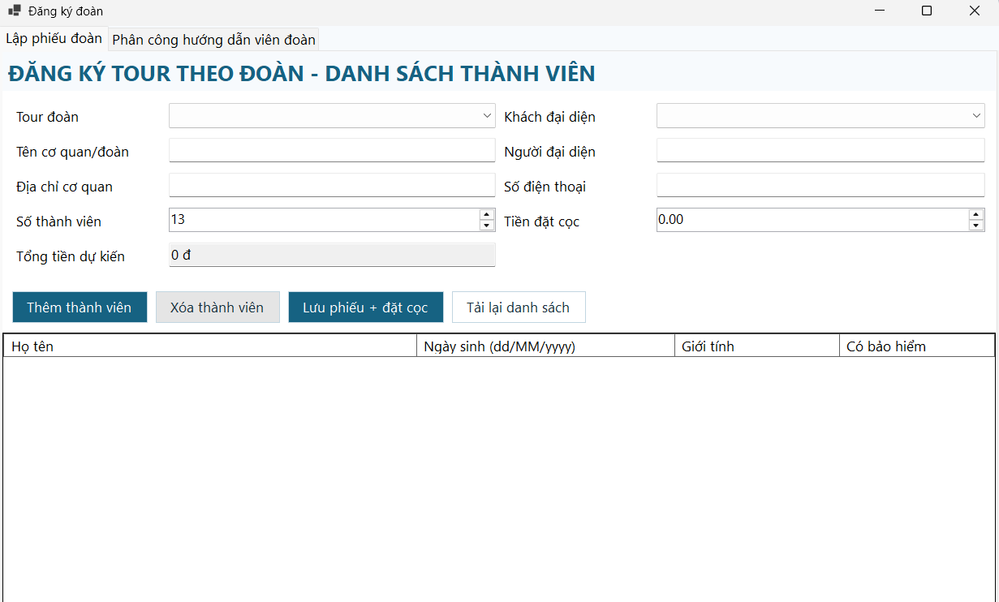 Đăng ký đoàn
Lập phiếu đoàn Phân công hướng dẫn viên đoàn
ĐĂNG KÝ TOUR THEO ĐOÀN - DANH SÁCH THÀNH VIÊN
Tour đoàn Khách đại diện
Tên cơ quan/đoàn Người đại diện
Địa chỉ cơ quan Số điện thoại
Số thành viên 13 Tiền đặt cọc 0.00
Tổng tiền dự kiến 0 đ
Thêm thành viên Xóa thành viên Lưu phiếu + đặt cọc Tải lại danh sách
Họ tên Ngày sinh (dd/MM/yyyy) Giới tính Có bảo hiểm